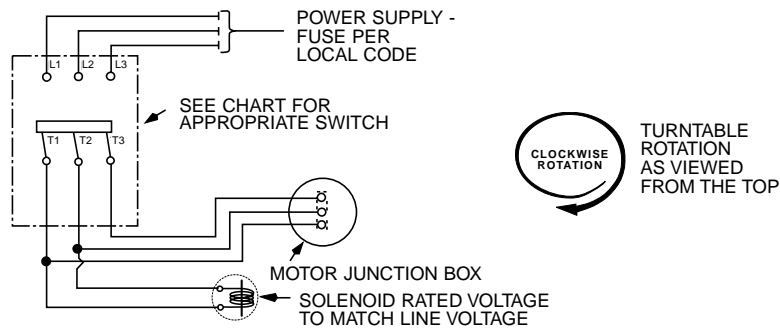 POWER SUPPLY -
FUSE PER
LOCAL CODE
L1 L2 L3
SEE CHART FOR
APPROPRIATE SWITCH
T1 T2 T3
CLOCKWISE
ROTATION
TURNTABLE
ROTATION
AS VIEWED
FROM THE TOP
MOTOR JUNCTION BOX
SOLENOID RATED VOLTAGE
TO MATCH LINE VOLTAGE